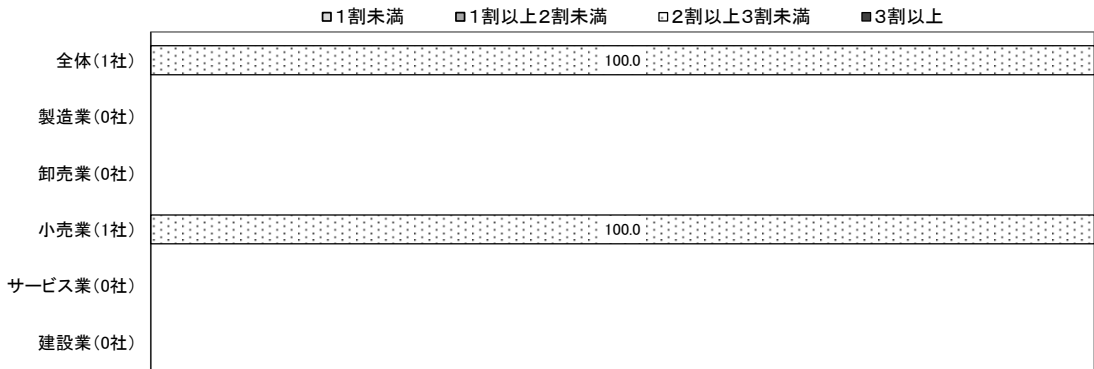 １割未満 １割以上２割未満 ２割以上３割未満 ３割以上
全体（1社） 100.0
製造業（0社）
卸売業（0社）
小売業（1社） 100.0
サービス業（0社）
建設業（0社）